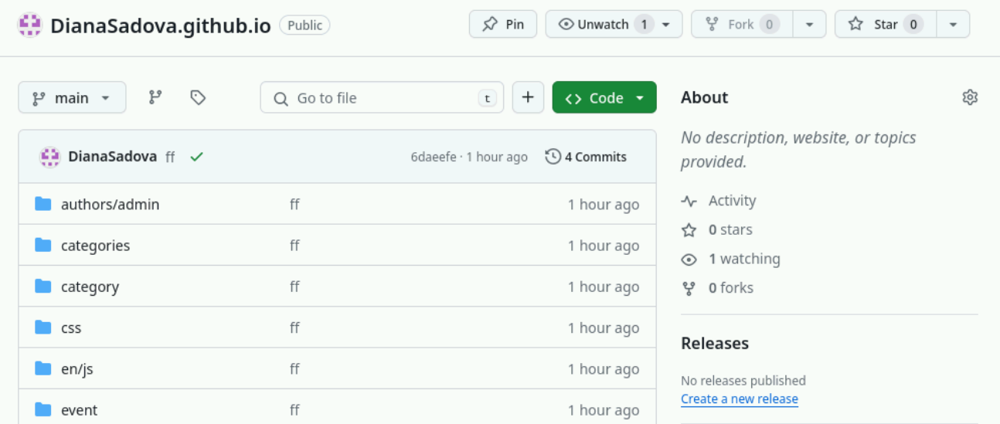 DianaSadova.github.io Public Pin Unwatch 1 Fork 0 Star 0
main Go to file t + Code
DianaSadova ff 6daeefe · 1 hour ago 4 Commits
authors/admin ff 1 hour ago
categories ff 1 hour ago
category ff 1 hour ago
css ff 1 hour ago
en/js ff 1 hour ago
event ff 1 hour ago
About
No description, website, or topics
provided.
Activity
0 stars
1 watching
0 forks
Releases
No releases published
Create a new release